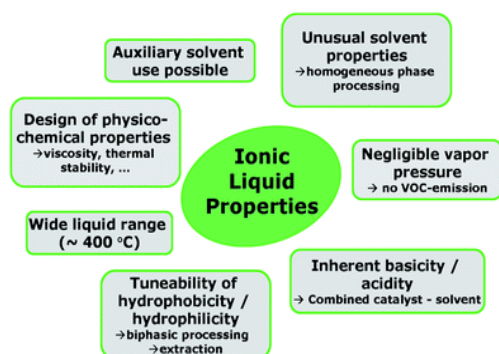 Auxiliary solvent
use possible
Unusual solvent
properties
→homogeneous phase
processing
Design of physico-
chemical properties
→viscosity, thermal
stability, ...
Ionic
Liquid
Properties
Negligible vapor
pressure
→ no VOC-emission
Wide liquid range
(~ 400 °C)
Inherent basicity /
acidity
→ Combined catalyst - solvent
Tuneability of
hydrophobicity /
hydrophilicity
→biphasic processing
→extraction